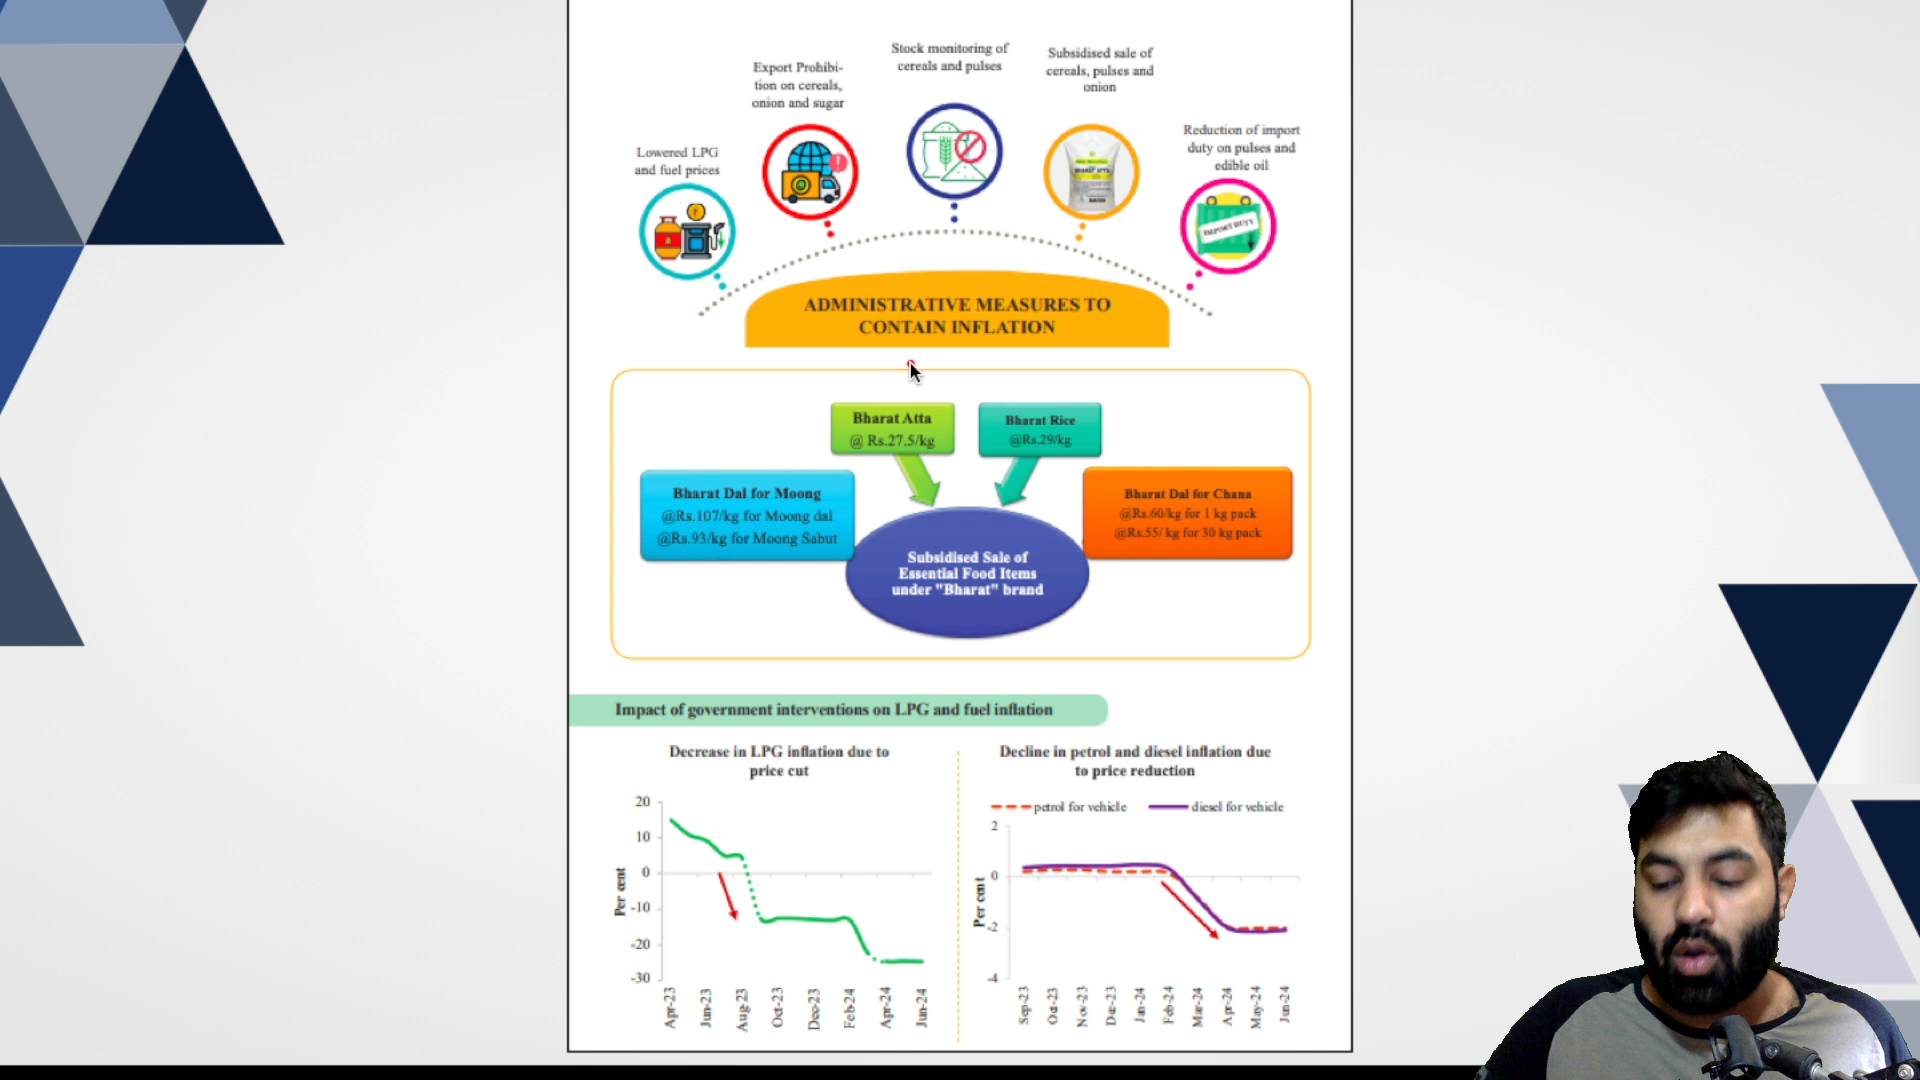 Stock monitoring of
cereals and pulses
Subsidised sale of
cereals, pulses and
onion
Export Prohibi-
tion on cereals,
onion and sugar
Reduction of import
duty on pulses and
edible oil
Lowered LPG
and fuel prices
BHARAT ATTA
IMPORT DUTY
ADMINISTRATIVE MEASURES TO
CONTAIN INFLATION
Bharat Atta
@ Rs.27.5/kg
Bharat Rice
@Rs.29/kg
Bharat Dal for Moong
@Rs.107/kg for Moong dal
@Rs.93/kg for Moong Sabut
Bharat Dal for Chana
@Rs.60/kg for 1 kg pack
@Rs.55/ kg for 30 kg pack
Subsidised Sale of
Essential Food Items
under "Bharat" brand
Impact of government interventions on LPG and fuel inflation
Decrease in LPG inflation due to
price cut
Per cent
20
10
0
-10
-20
-30
Apr-23
Jun-23
Aug-23
Oct-23
Dec-23
Feb-24
Apr-24
Jun-24
Decline in petrol and diesel inflation due
to price reduction
petrol for vehicle
diesel for vehicle
Per cent
2
0
-2
-4
Sep-23
Oct-23
Nov-23
Dec-23
Jan-24
Feb-24
Mar-24
Apr-24
May-24
Jun-24